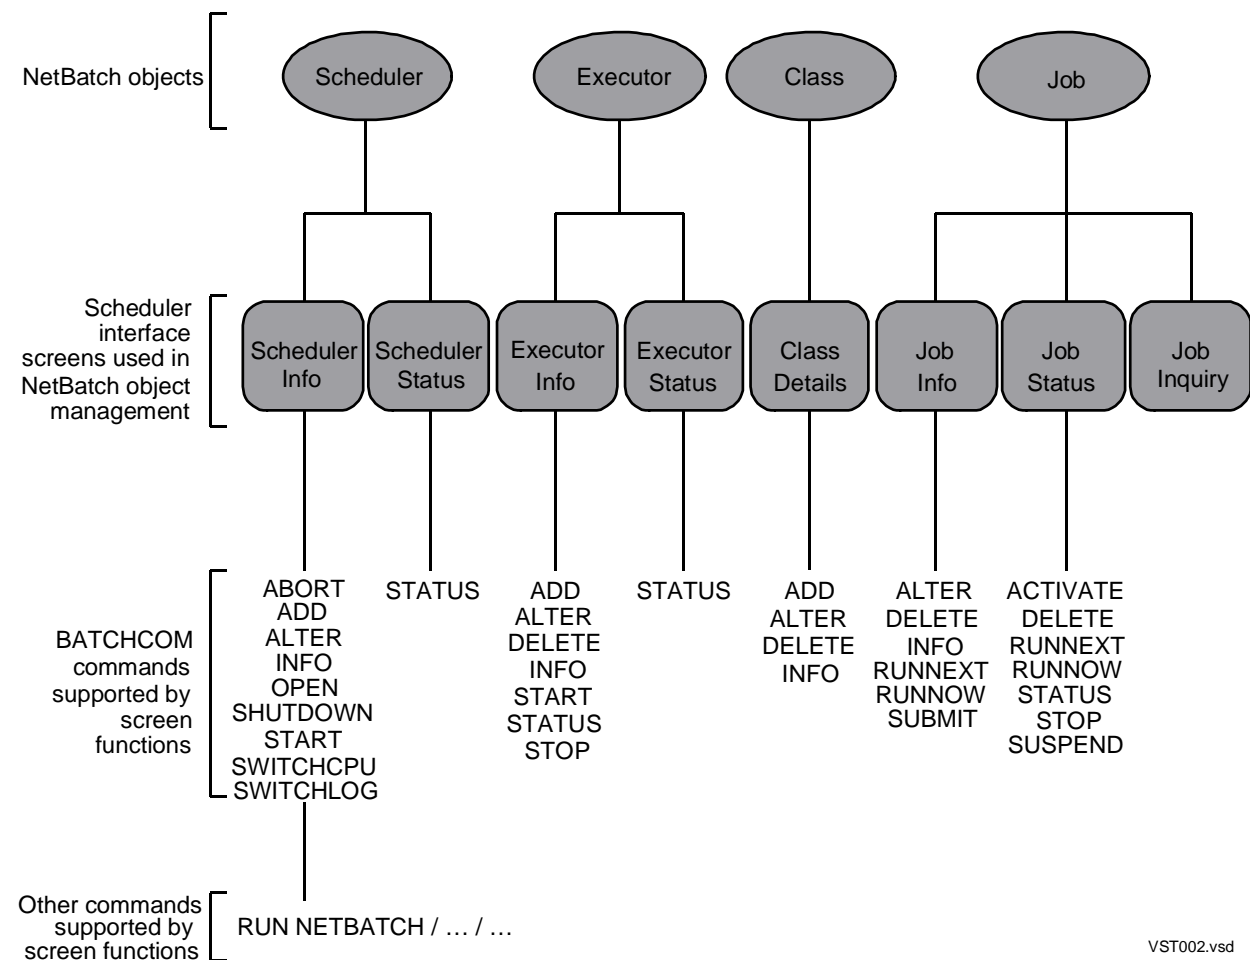 NetBatch objects
Scheduler
Executor
Class
Job
Scheduler
interface
screens used in
NetBatch object
management
Scheduler
Info
Scheduler
Status
Executor
Info
Executor
Status
Class
Details
Job
Info
Job
Status
Job
Inquiry
BATCHCOM
commands
supported by
screen
functions
ABORT
ADD
ALTER
INFO
OPEN
SHUTDOWN
START
SWITCHCPU
SWITCHLOG
STATUS
ADD
ALTER
DELETE
INFO
START
STATUS
STOP
STATUS
ADD
ALTER
DELETE
INFO
ALTER
DELETE
INFO
RUNNEXT
RUNNOW
SUBMIT
ACTIVATE
DELETE
RUNNEXT
RUNNOW
STATUS
STOP
SUSPEND
Other commands
supported by
screen functions
RUN NETBATCH / … / …
VST002.vsd